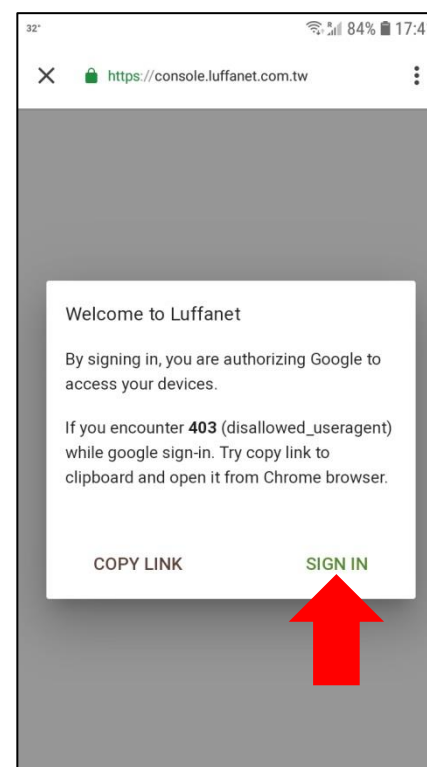 32°
84% 17:4
https://console.luffanet.com.tw
Welcome to Luffanet
By signing in, you are authorizing Google to
access your devices.
If you encounter 403 (disallowed_useragent)
while google sign-in. Try copy link to
clipboard and open it from Chrome browser.
COPY LINK SIGN IN